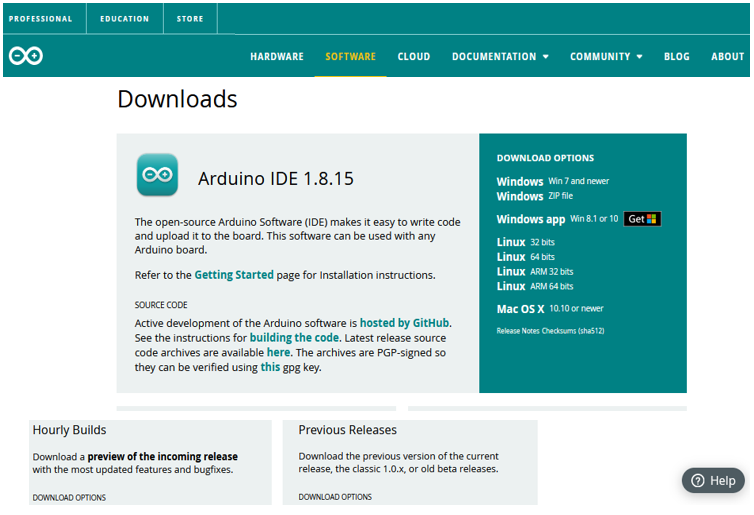 PROFESSIONAL EDUCATION STORE
HARDWARE SOFTWARE CLOUD DOCUMENTATION COMMUNITY BLOG ABOUT
Downloads
Arduino IDE 1.8.15
The open-source Arduino Software (IDE) makes it easy to write code
and upload it to the board. This software can be used with any
Arduino board.
Refer to the Getting Started page for Installation instructions.
SOURCE CODE
Active development of the Arduino software is hosted by GitHub.
See the instructions for building the code. Latest release source
code archives are available here. The archives are PGP-signed so
they can be verified using this gpg key.
DOWNLOAD OPTIONS
Windows Win 7 and newer
Windows ZIP file
Windows app Win 8.1 or 10 Get
Linux 32 bits
Linux 64 bits
Linux ARM 32 bits
Linux ARM 64 bits
Mac OS X 10.10 or newer
Release Notes Checksums (sha512)
Hourly Builds
Download a preview of the incoming release
with the most updated features and bugfixes.
DOWNLOAD OPTIONS
Previous Releases
Download the previous version of the current
release, the classic 1.0.x, or old beta releases.
DOWNLOAD OPTIONS
Help